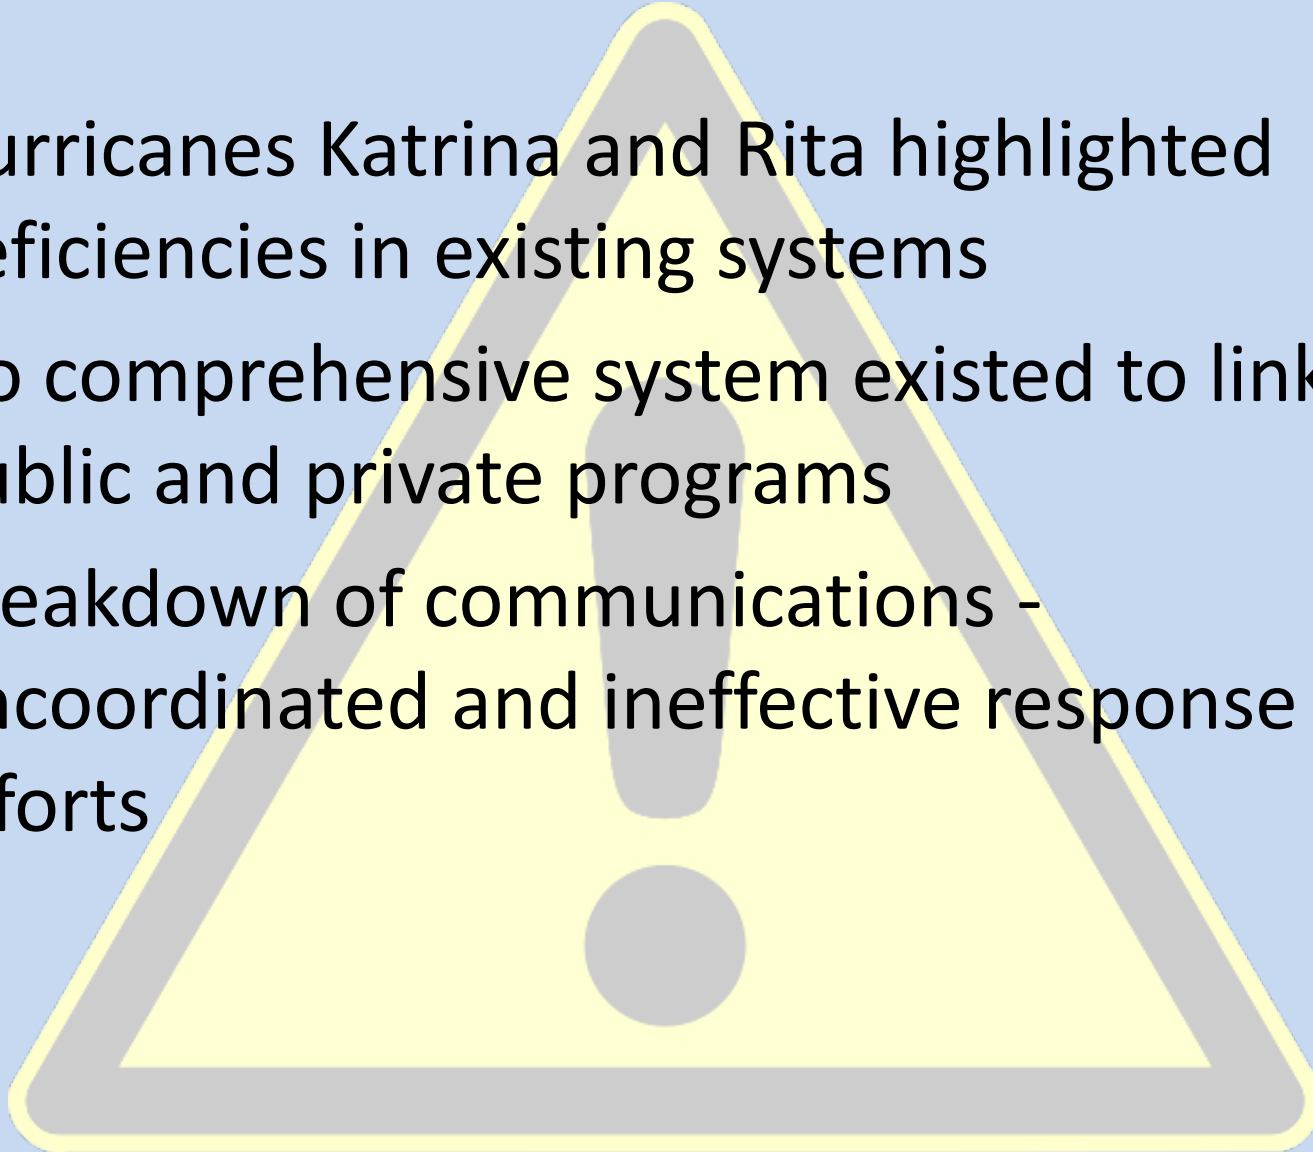 urricanes Katrina and Rita highlighted
eficiencies in existing systems
o comprehensive system existed to link
ublic and private programs
eakdown of communications -
ncoordinated and ineffective response
forts